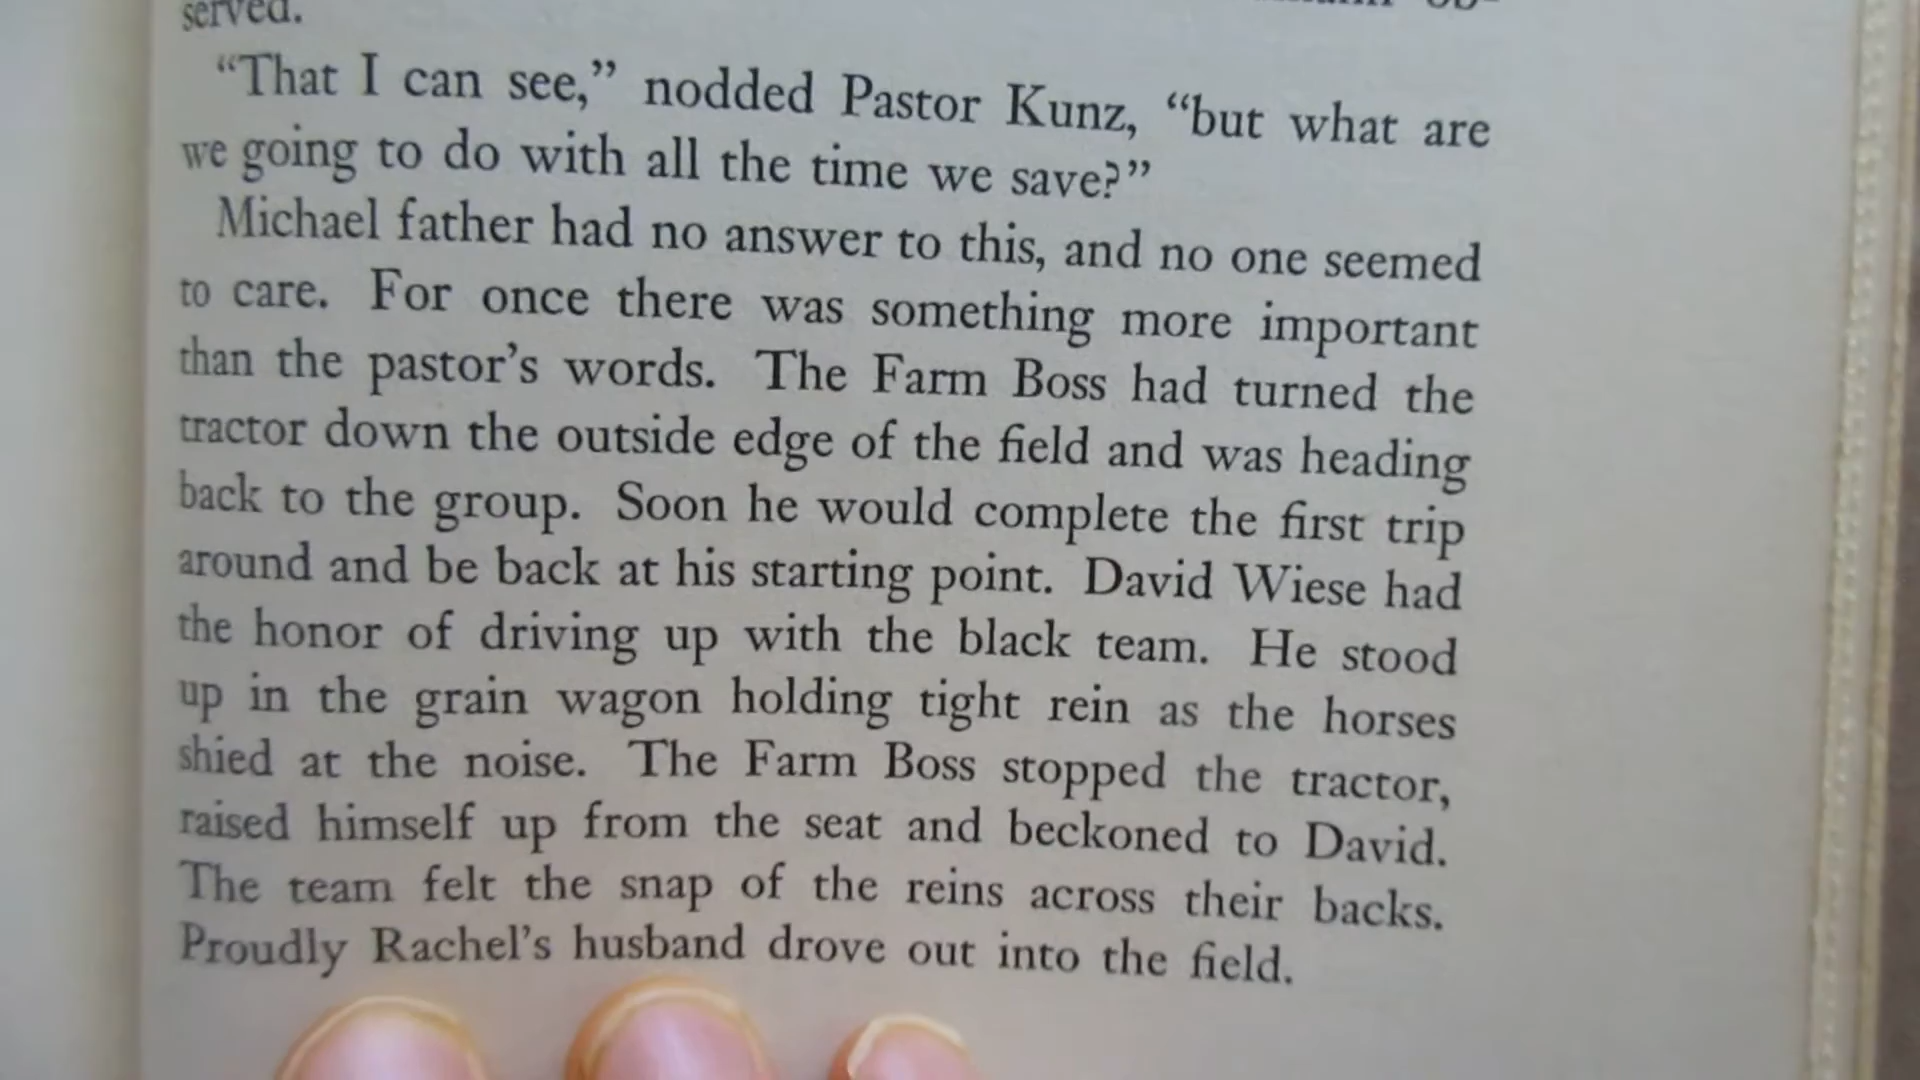 served.
“That I can see,” nodded Pastor Kunz, “but what are
we going to do with all the time we save?”
Michael father had no answer to this, and no one seemed
to care. For once there was something more important
than the pastor’s words. The Farm Boss had turned the
tractor down the outside edge of the field and was heading
back to the group. Soon he would complete the first trip
around and be back at his starting point. David Wiese had
the honor of driving up with the black team. He stood
up in the grain wagon holding tight rein as the horses
shied at the noise. The Farm Boss stopped the tractor,
raised himself up from the seat and beckoned to David.
The team felt the snap of the reins across their backs.
Proudly Rachel’s husband drove out into the field.